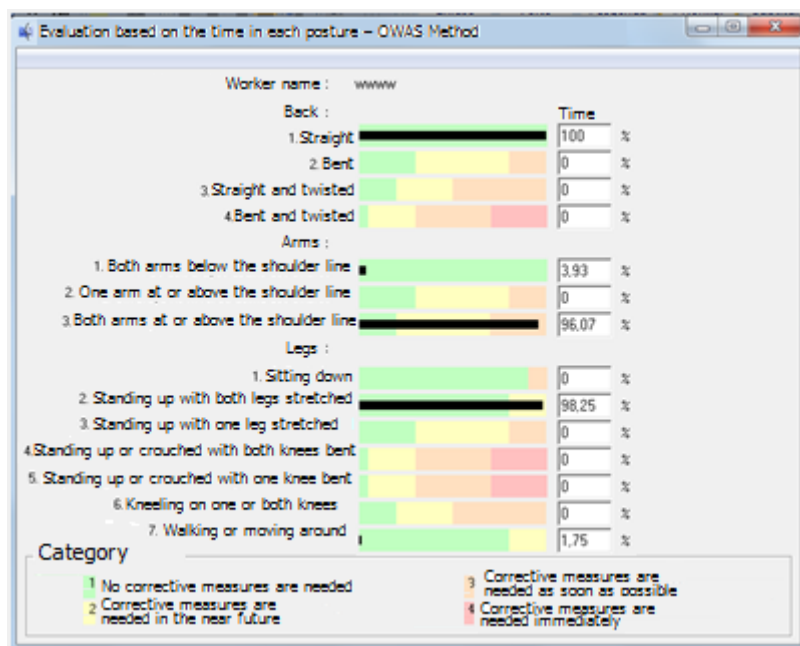 Evaluation based on the time in each posture – OWAS Method
Worker name : wwww
Back : Time
1. Straight 100 %
2. Bent 0 %
3. Straight and twisted 0 %
4. Bent and twisted 0 %
Arms :
1. Both arms below the shoulder line 3,93 %
2. One arm at or above the shoulder line 0 %
3. Both arms at or above the shoulder line 96,07 %
Legs :
1. Sitting down 0 %
2. Standing up with both legs stretched 98,25 %
3. Standing up with one leg stretched 0 %
4. Standing up or crouched with both knees bent 0 %
5. Standing up or crouched with one knee bent 0 %
6. Kneeling on one or both knees 0 %
7. Walking or moving around 1,75 %
Category
1 No corrective measures are needed
2 Corrective measures are
needed in the near future
3 Corrective measures are
needed as soon as possible
4 Corrective measures are
needed immediately